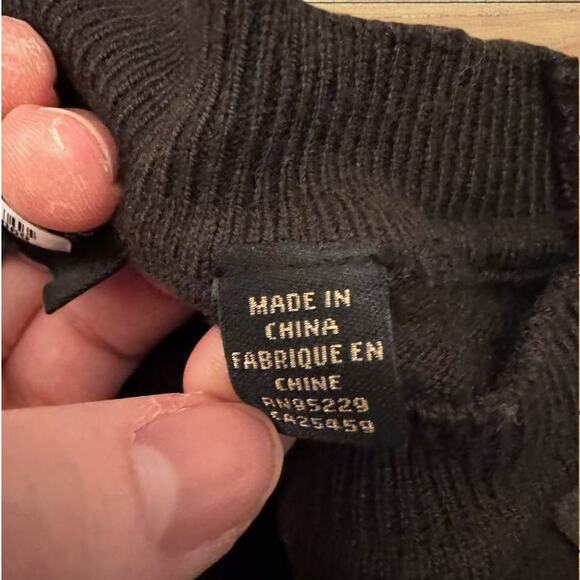 MADE IN
CHINA
FABRIQUE EN
CHINE
RN95229
CA25459